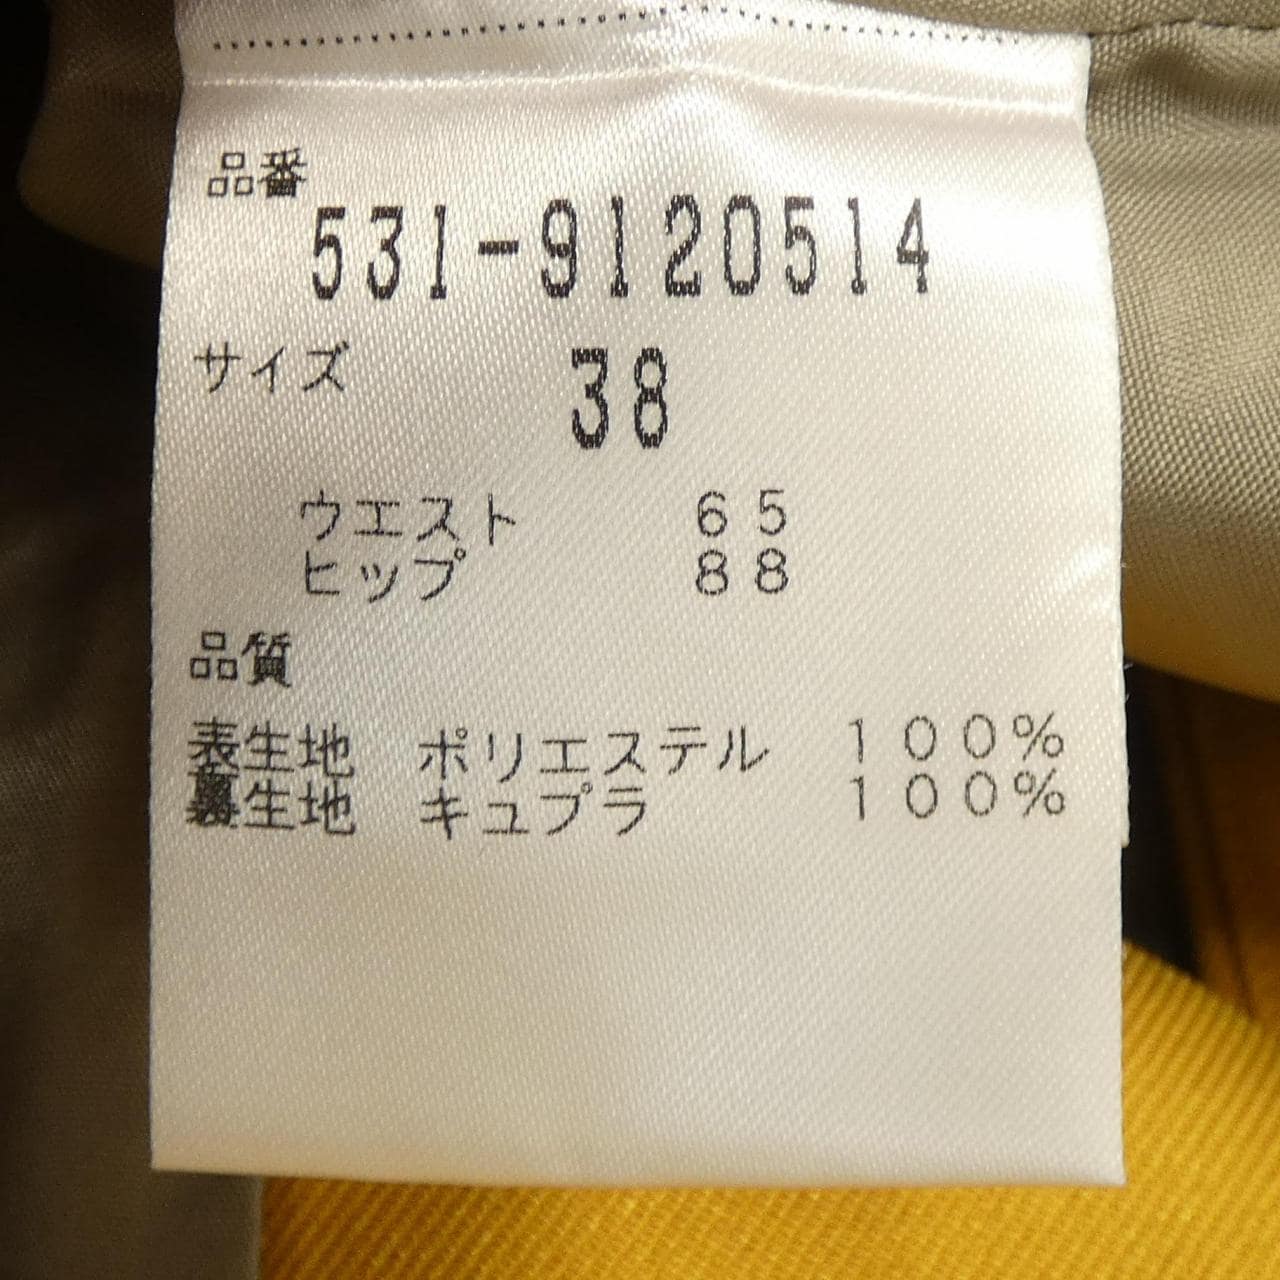 品番
531-9120514
サイズ 38
ウエスト 65
ヒップ 88
品質
表生地 ポリエステル 100%
裏生地 キュプラ 100%